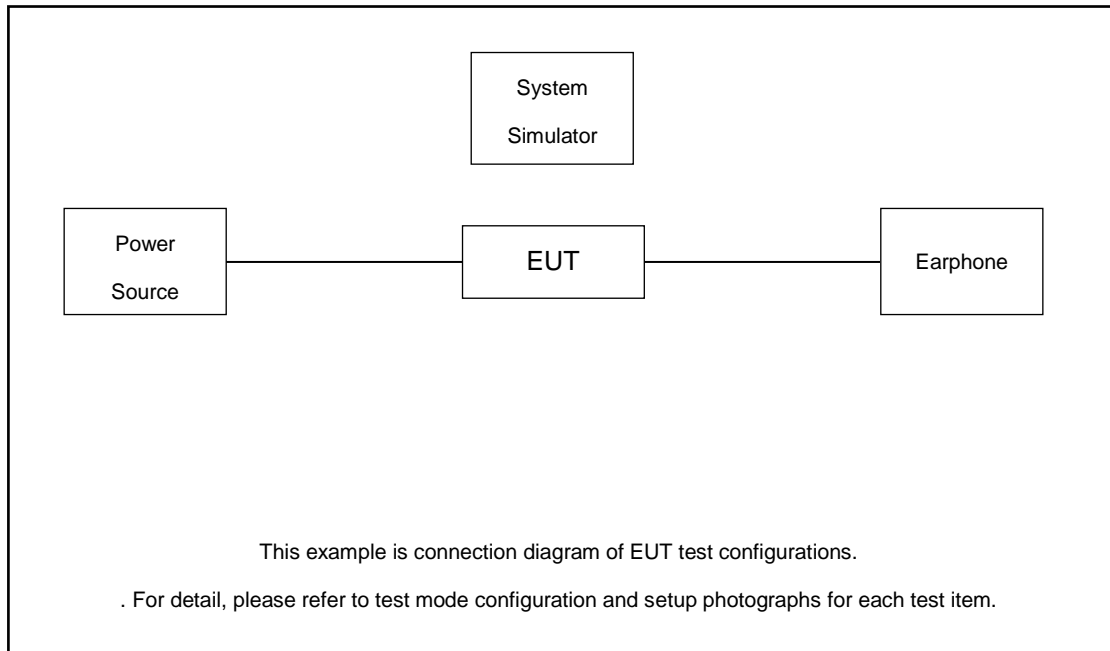 System
Simulator
Power
Source
EUT
Earphone
This example is connection diagram of EUT test configurations.
. For detail, please refer to test mode configuration and setup photographs for each test item.